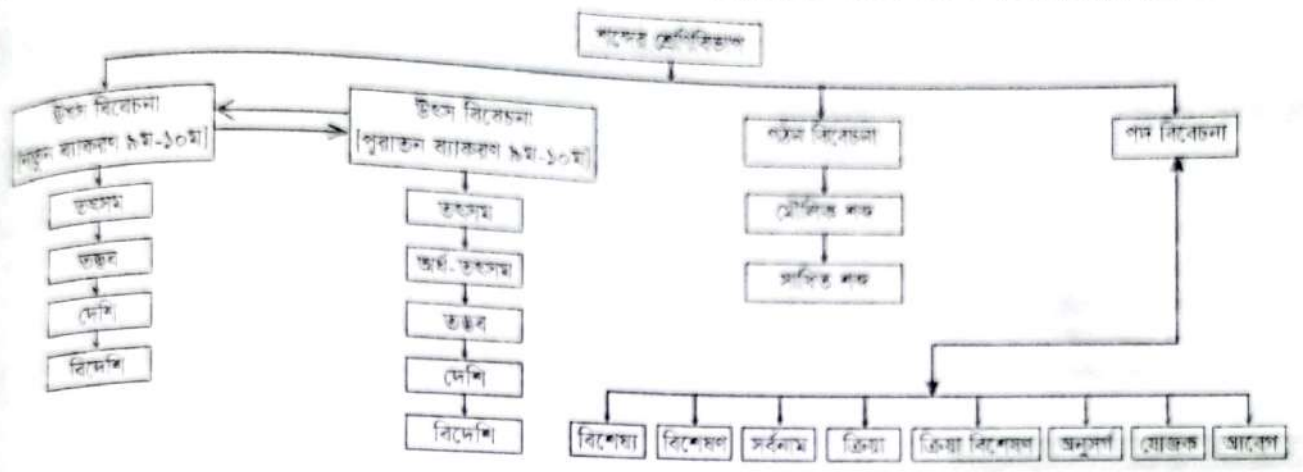 শব্দের শ্রেণিবিভাগ
উৎস বিবেচনা
[নতুন ব্যাকরণ ৯ম-১০ম]
তৎসম
তদ্ভব
দেশি
বিদেশি
উৎস বিবেচনা
[পুরাতন ব্যাকরণ ৯ম-১০ম]
তৎসম
অর্ধ-তৎসম
তদ্ভব
দেশি
বিদেশি
গঠন বিবেচনা
মৌলিক শব্দ
সাধিত শব্দ
পদ বিবেচনা
বিশেষ্য
বিশেষণ
সর্বনাম
ক্রিয়া
ক্রিয়া বিশেষণ
অনুসর্গ
যোজক
আবেগ